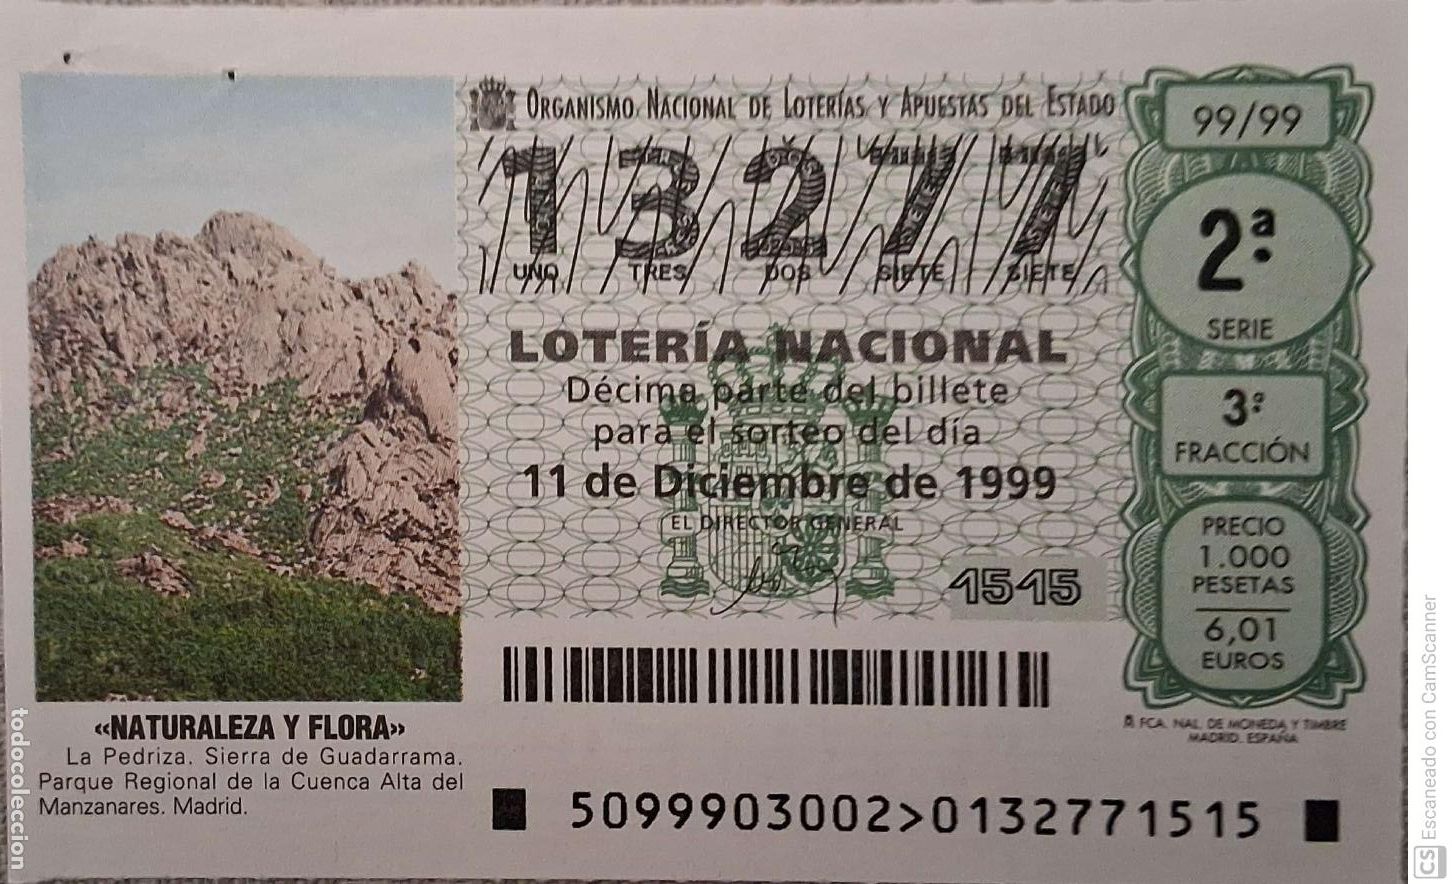 ORGANISMO NACIONAL DE LOTERÍAS Y APUESTAS DEL ESTADO
13277
UNO TRES DOS SIETE SIETE
LOTERÍA NACIONAL
Décima parte del billete
para el sorteo del día
11 de Diciembre de 1999
EL DIRECTOR GENERAL
1515
99/99
2ª
SERIE
3ª
FRACCIÓN
PRECIO
1.000
PESETAS
6,01
EUROS
FCA. NAL. DE MONEDA Y TIMBRE
MADRID. ESPAÑA
«NATURALEZA Y FLORA»
La Pedriza. Sierra de Guadarrama.
Parque Regional de la Cuenca Alta del
Manzanares. Madrid.
5099903002>0132771515
todocoleccion
CS Escaneado con CamScanner